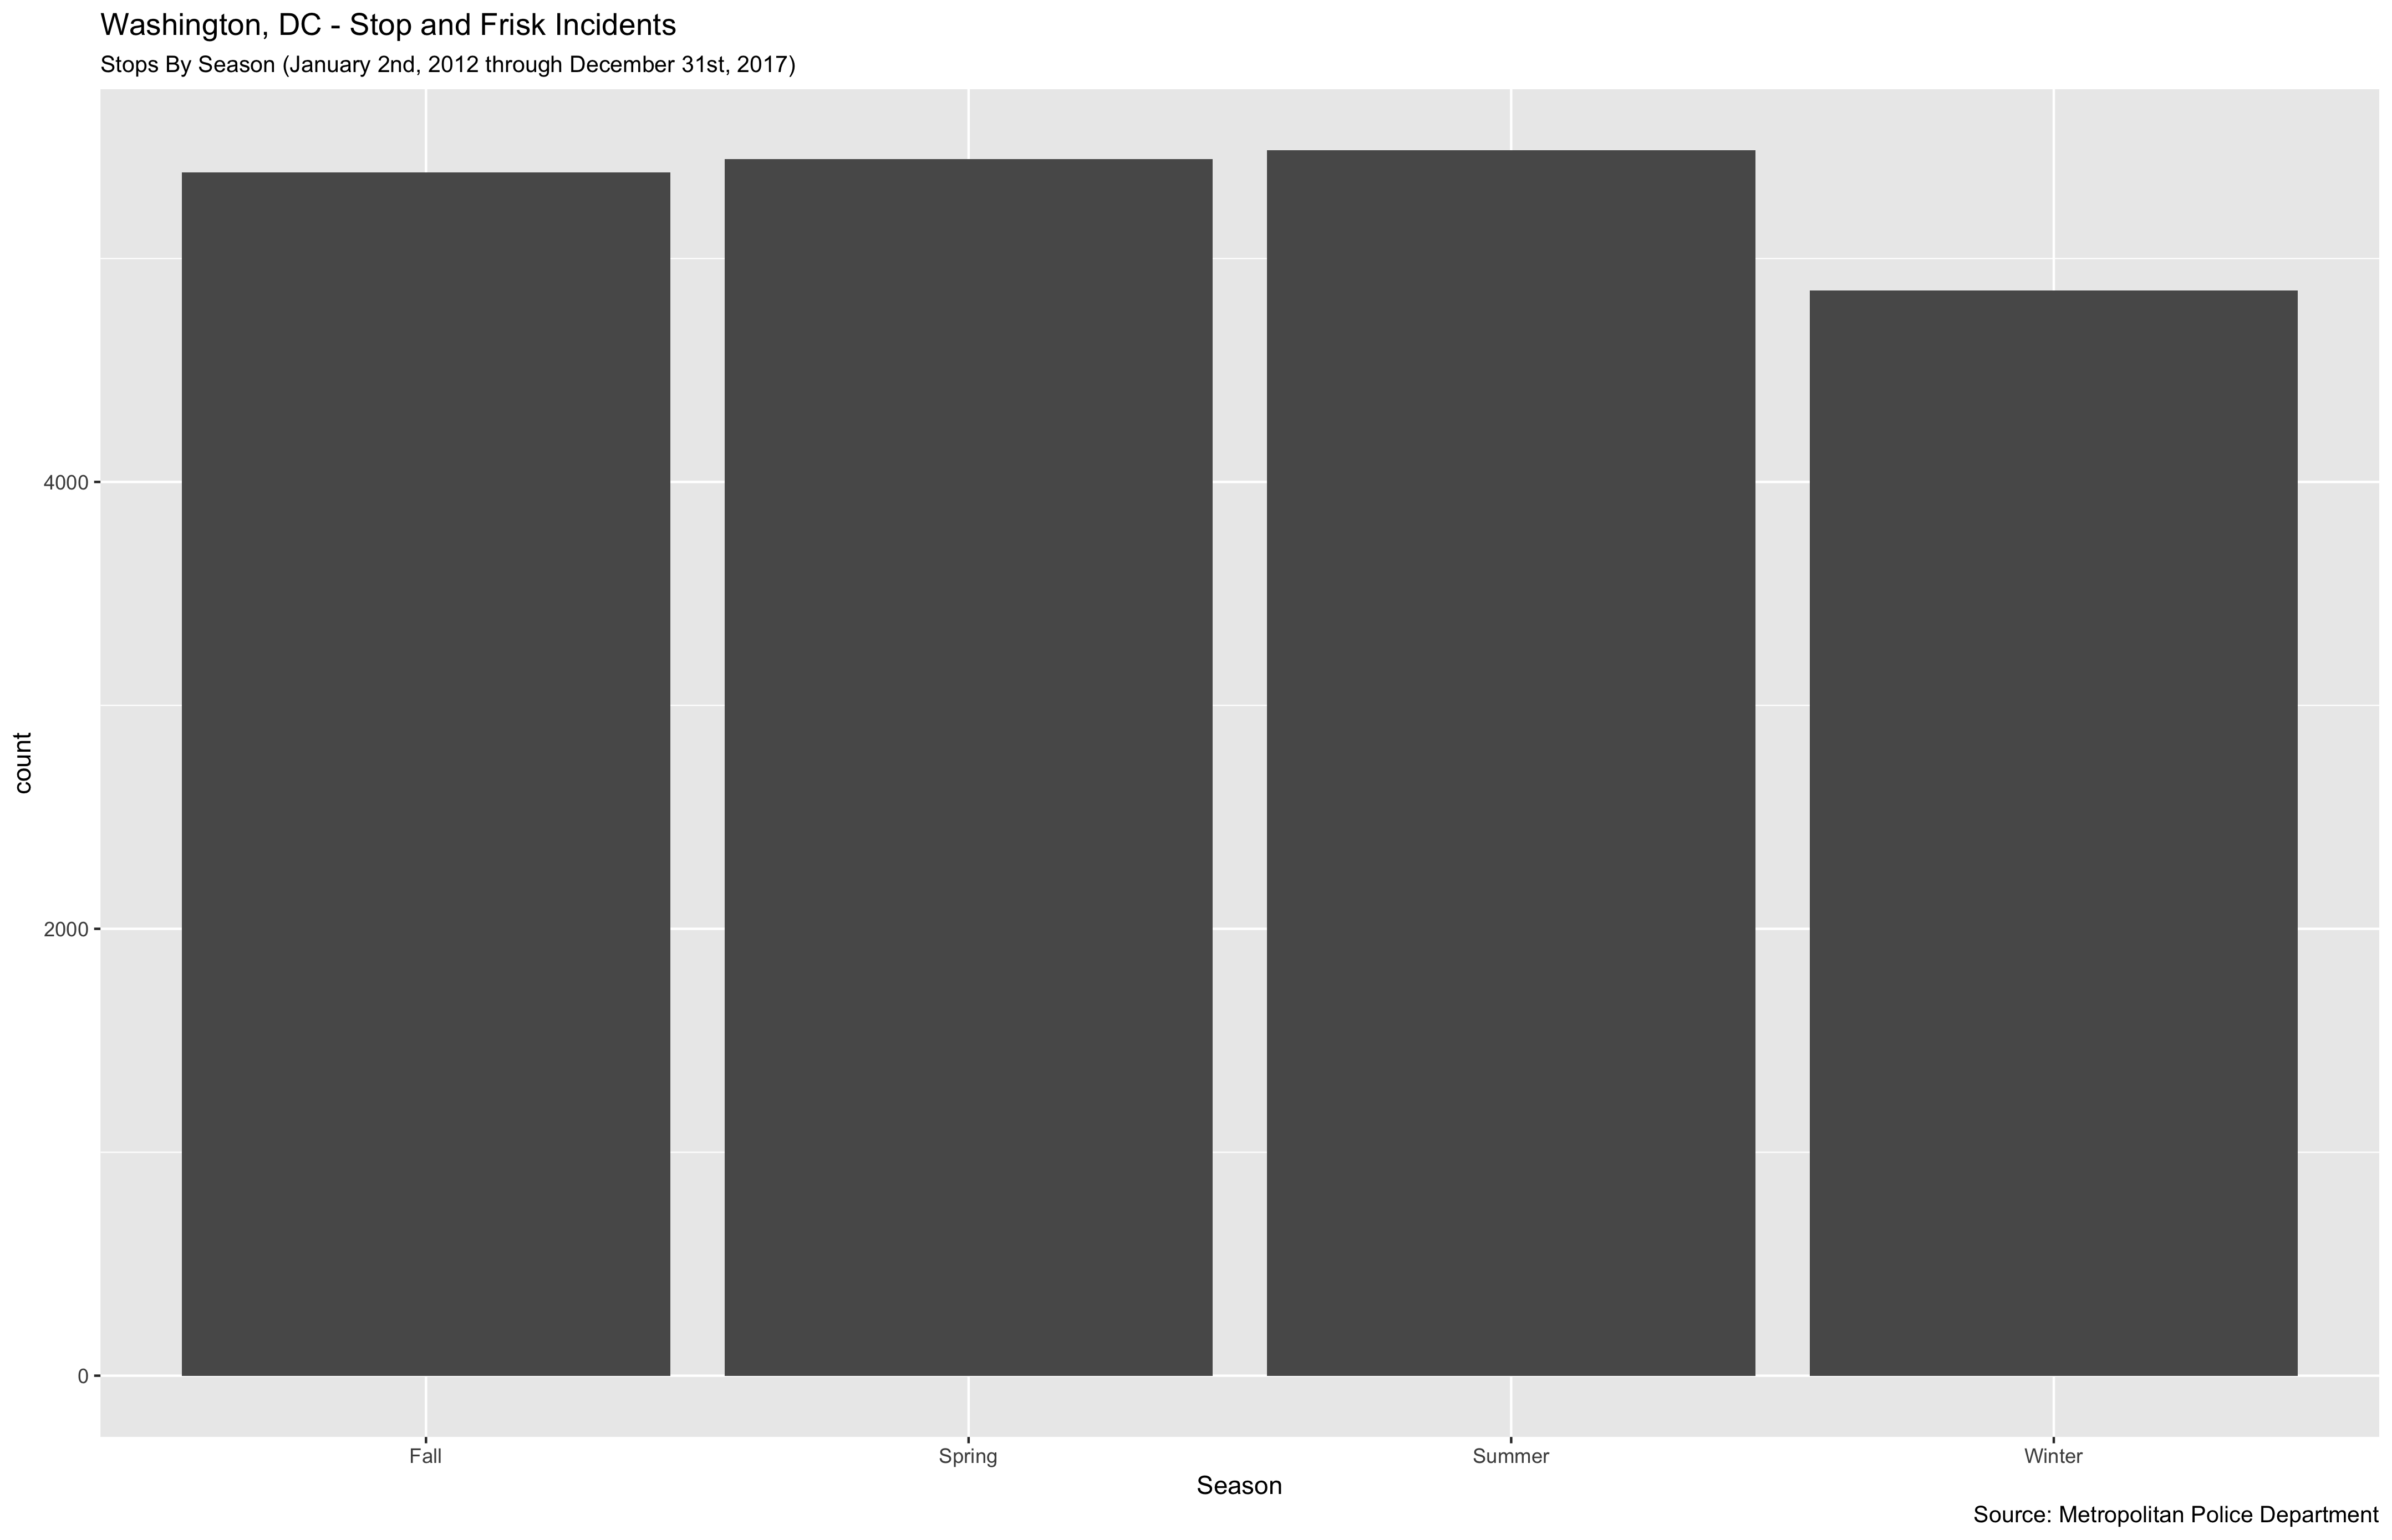 Washington, DC - Stop and Frisk Incidents
Stops By Season (January 2nd, 2012 through December 31st, 2017)
4000
2000
0
count
Fall
Spring
Summer
Winter
Season
Source: Metropolitan Police Department